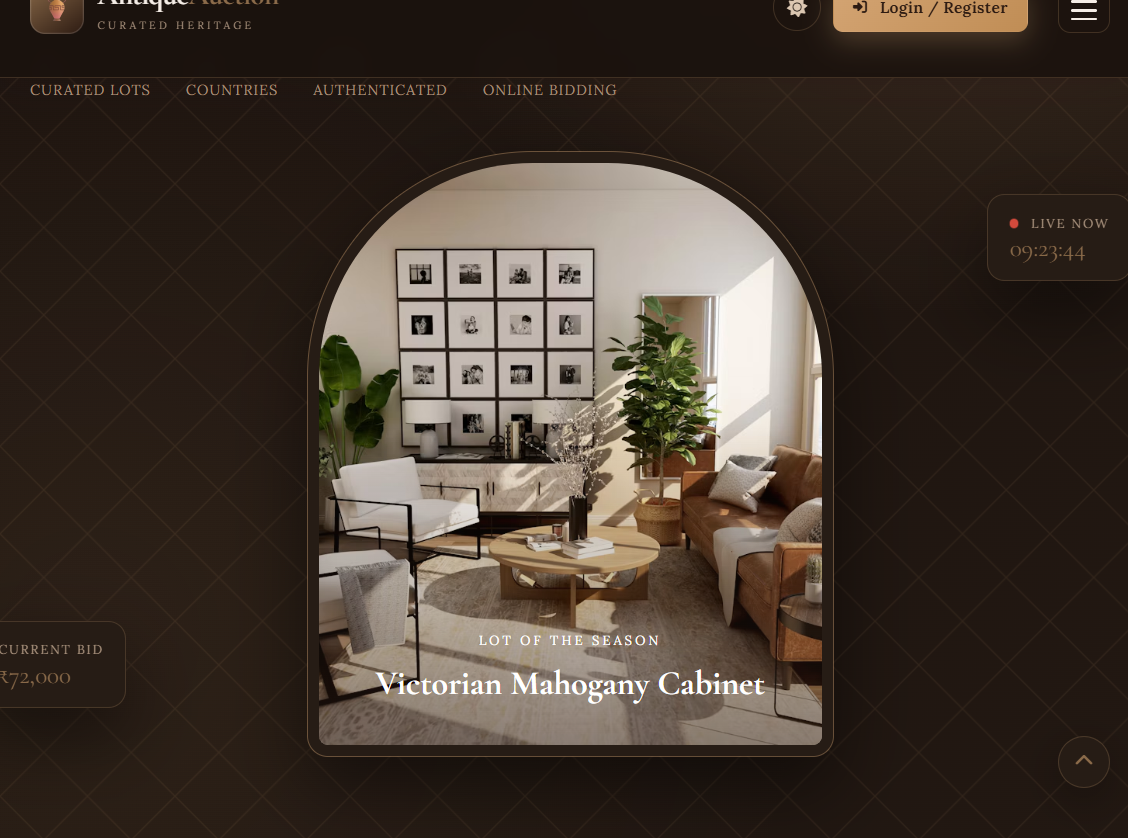 AntiqueAuction
CURATED HERITAGE
Login / Register
CURATED LOTS COUNTRIES AUTHENTICATED ONLINE BIDDING
LIVE NOW
09:23:44
LOT OF THE SEASON
Victorian Mahogany Cabinet
CURRENT BID
₹72,000